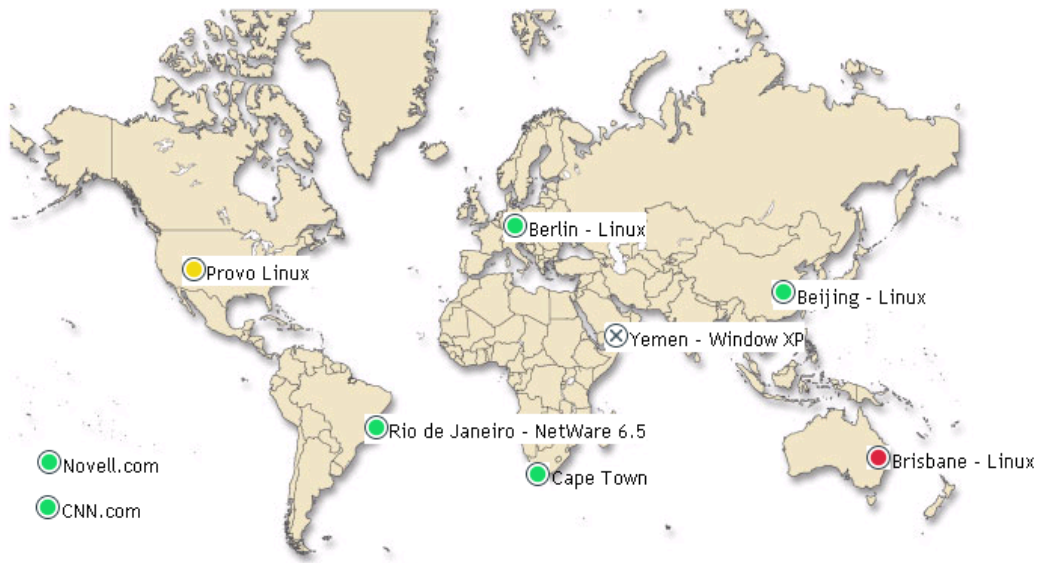 Berlin - Linux
Provo Linux
Beijing - Linux
Yemen - Window XP
Rio de Janeiro - NetWare 6.5
Novell.com
Brisbane - Linux
Cape Town
CNN.com